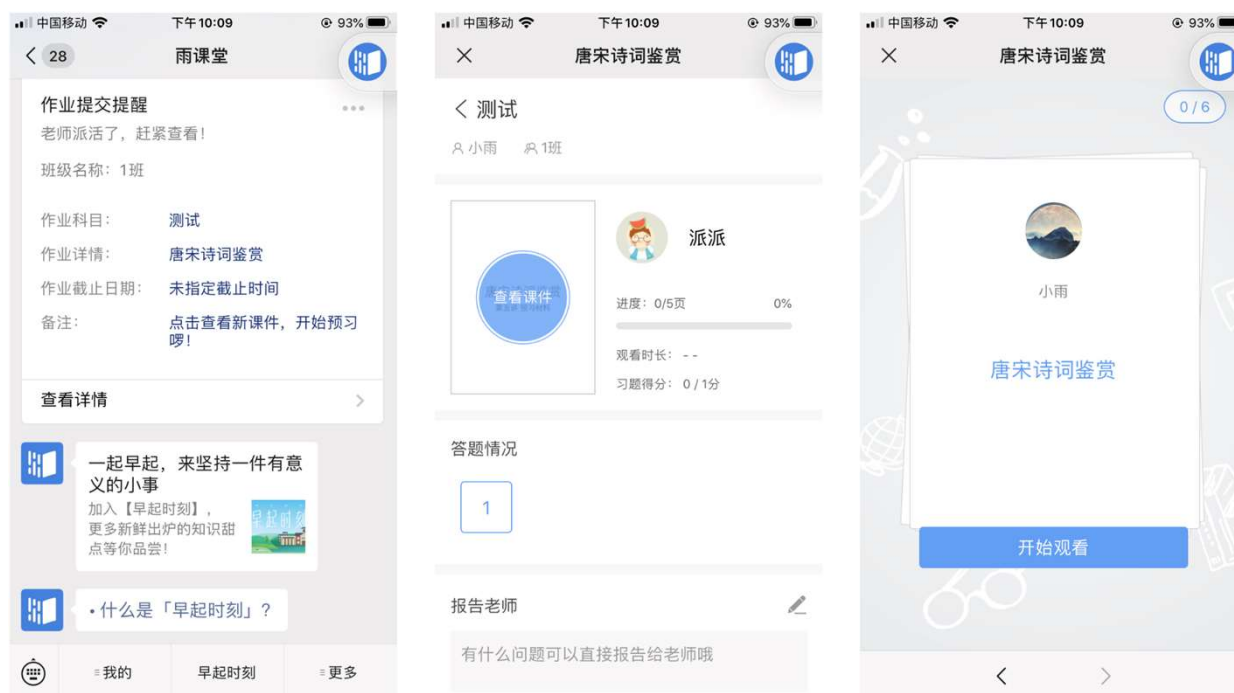 中国移动
下午10:09
93%
28
雨课堂
作业提交提醒
老师派活了，赶紧查看！
班级名称：1班
作业科目：
测试
作业详情：
唐宋诗词鉴赏
作业截止日期：
未指定截止时间
备注：
点击查看新课件，开始预习
啰！
查看详情
一起早起，来坚持一件有意
义的小事
加入【早起时刻】，
更多新鲜出炉的知识甜
点等你品尝！
早起时刻
• 什么是「早起时刻」？
我的
早起时刻
更多
中国移动
下午10:09
93%
唐宋诗词鉴赏
测试
小雨
1班
查看课件
派派
进度：0/5页
0%
观看时长：- -
习题得分：0 / 1分
答题情况
1
报告老师
有什么问题可以直接报告给老师哦
中国移动
下午10:09
93%
唐宋诗词鉴赏
0 / 6
小雨
唐宋诗词鉴赏
开始观看